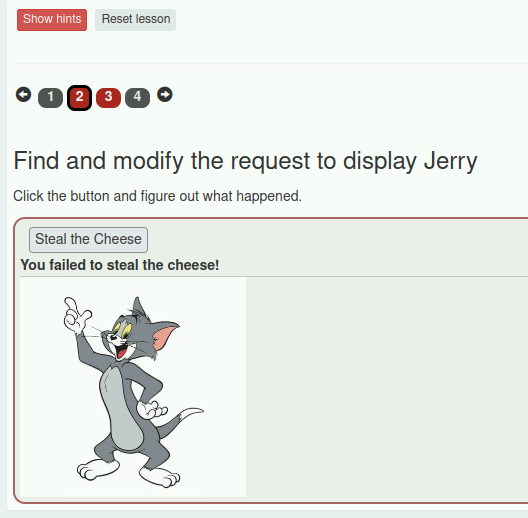 Show hints Reset lesson
1 2 3 4
Find and modify the request to display Jerry
Click the button and figure out what happened.
Steal the Cheese
You failed to steal the cheese!